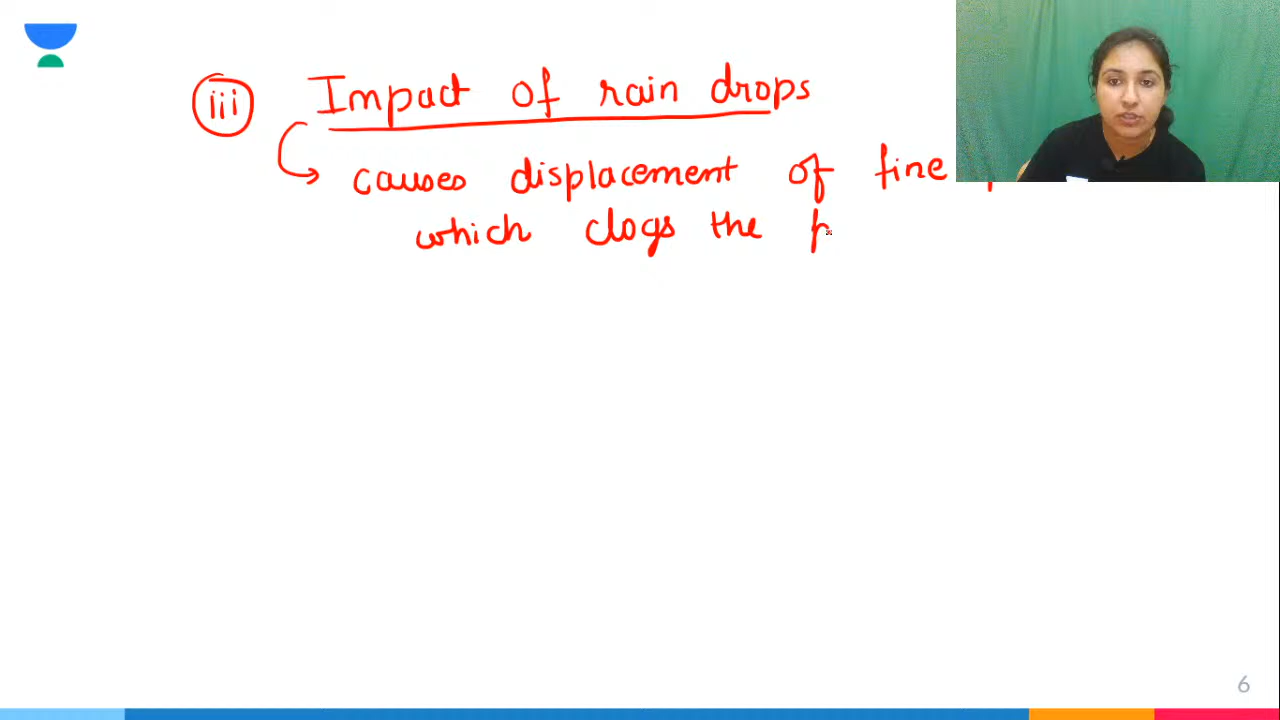 iii Impact of rain drops
causes displacement of fine
which clogs the p
6